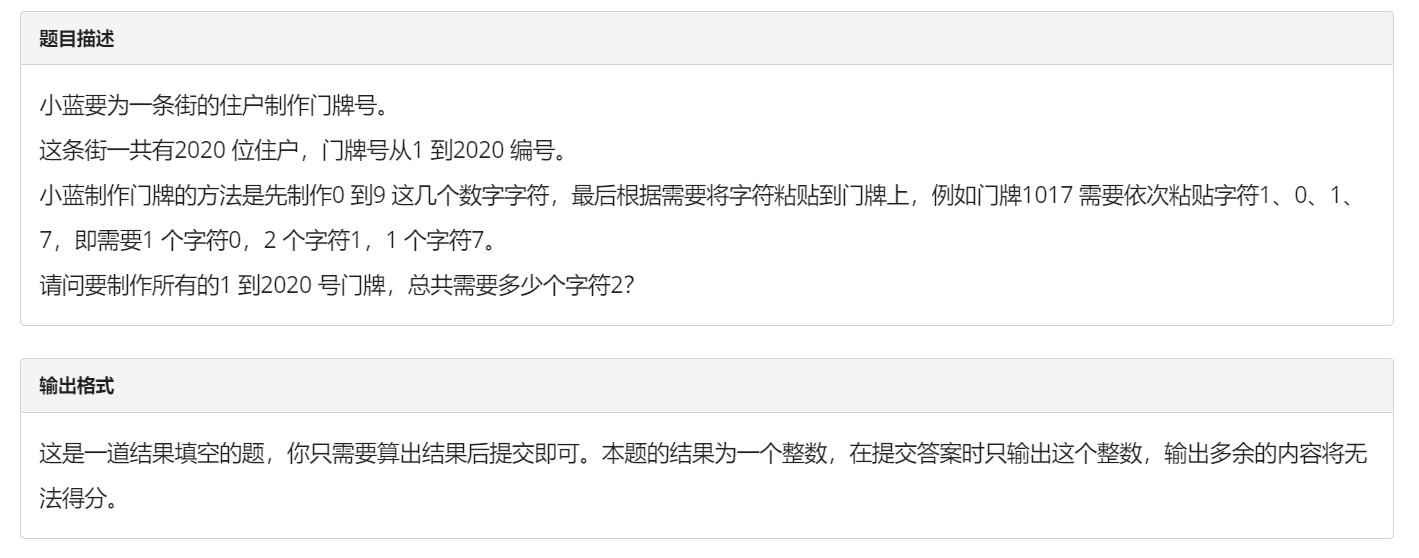 题目描述
小蓝要为一条街的住户制作门牌号。
这条街一共有2020 位住户，门牌号从1 到2020 编号。
小蓝制作门牌的方法是先制作0 到9 这几个数字字符，最后根据需要将字符粘贴到门牌上，例如门牌1017 需要依次粘贴字符1、0、1、
7，即需要1 个字符0，2 个字符1，1 个字符7。
请问要制作所有的1 到2020 号门牌，总共需要多少个字符2？
输出格式
这是一道结果填空的题，你只需要算出结果后提交即可。本题的结果为一个整数，在提交答案时只输出这个整数，输出多余的内容将无
法得分。